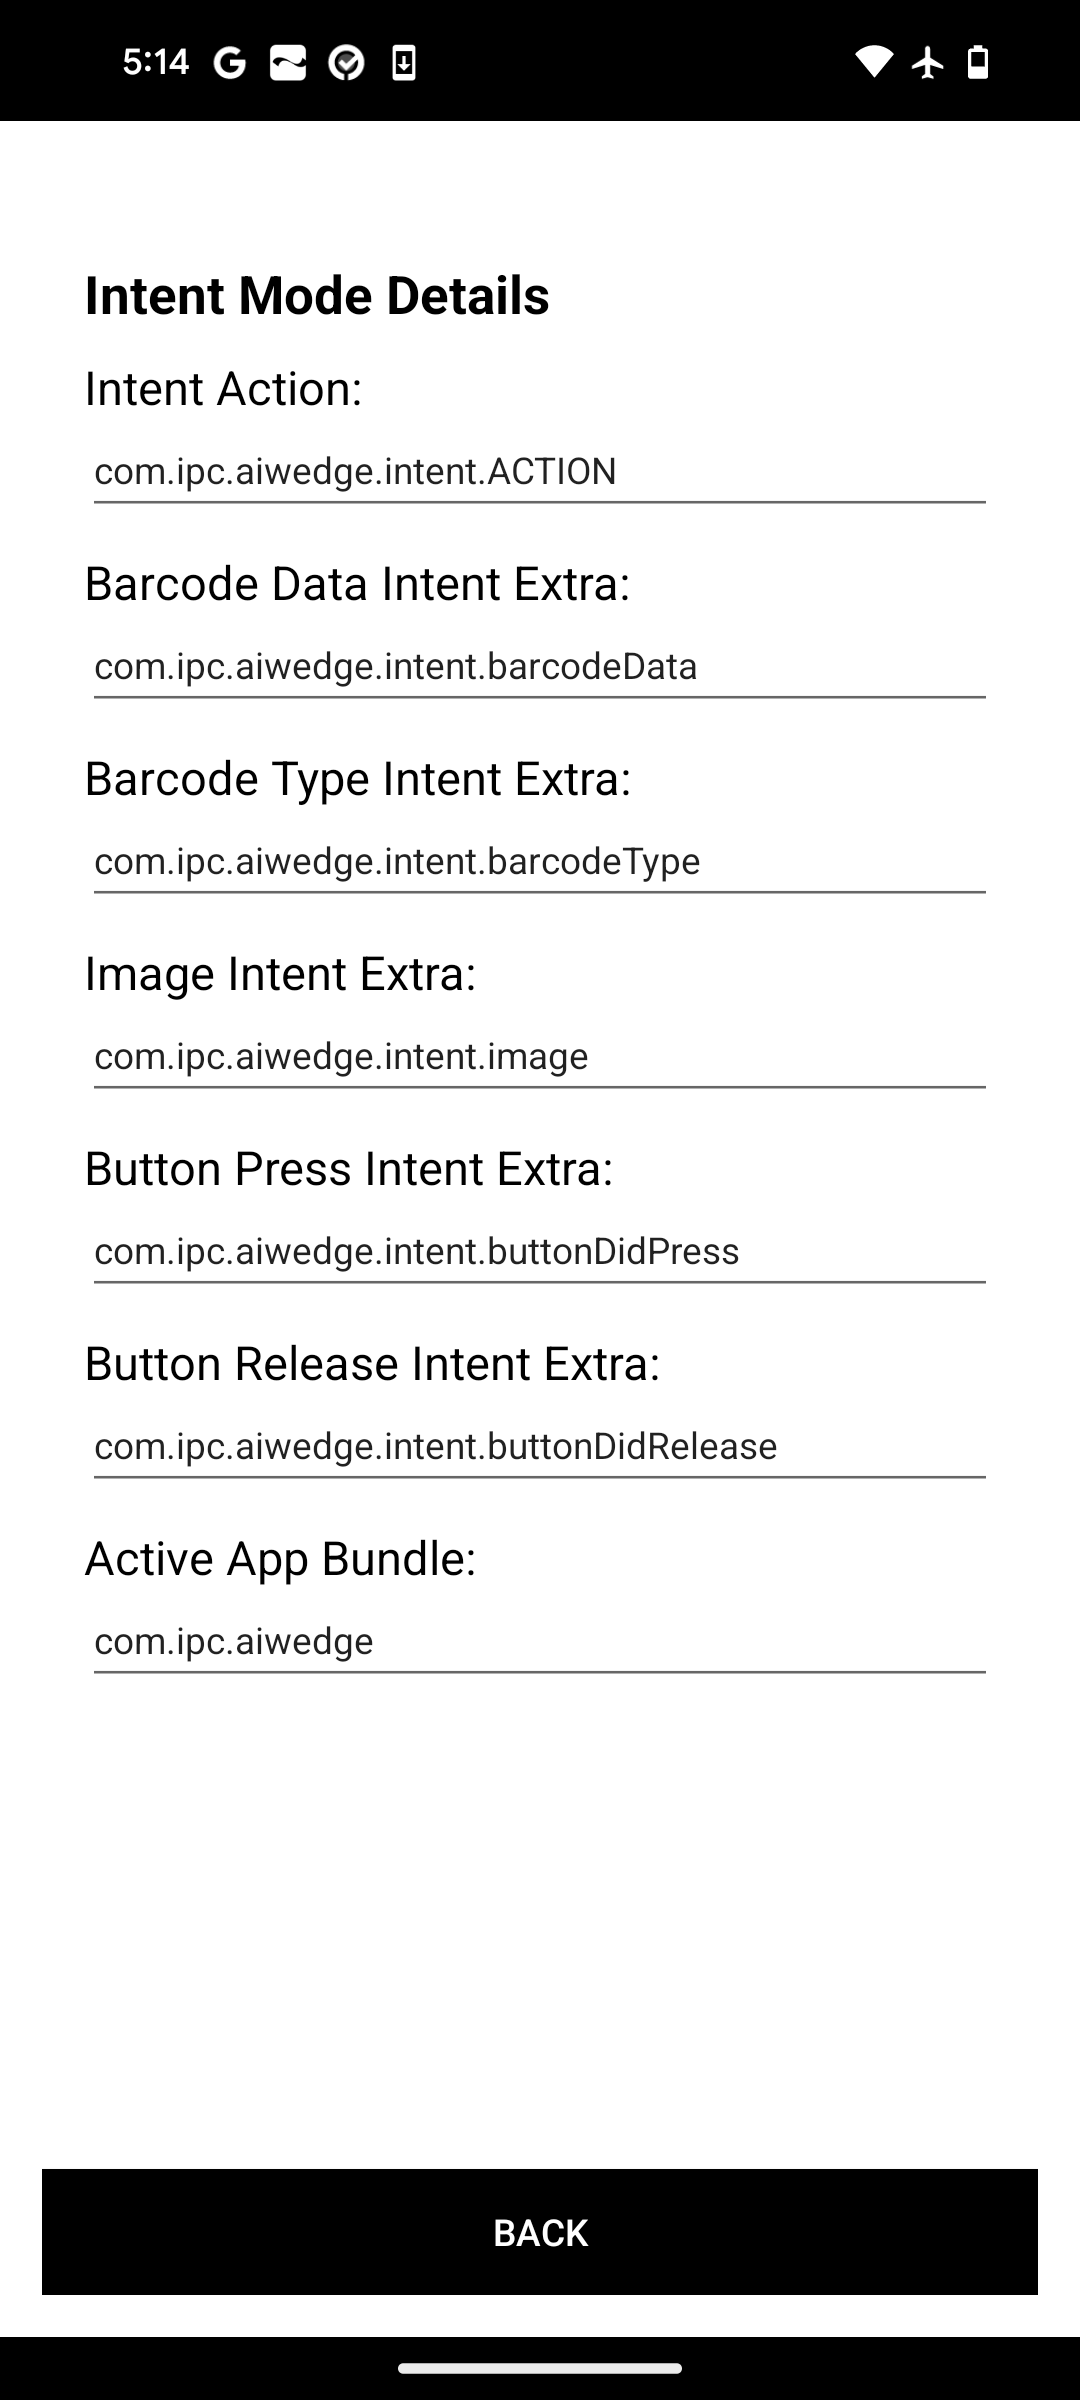 5:14
Intent Mode Details
Intent Action:
com.ipc.aiwedge.intent.ACTION
Barcode Data Intent Extra:
com.ipc.aiwedge.intent.barcodeData
Barcode Type Intent Extra:
com.ipc.aiwedge.intent.barcodeType
Image Intent Extra:
com.ipc.aiwedge.intent.image
Button Press Intent Extra:
com.ipc.aiwedge.intent.buttonDidPress
Button Release Intent Extra:
com.ipc.aiwedge.intent.buttonDidRelease
Active App Bundle:
com.ipc.aiwedge
BACK